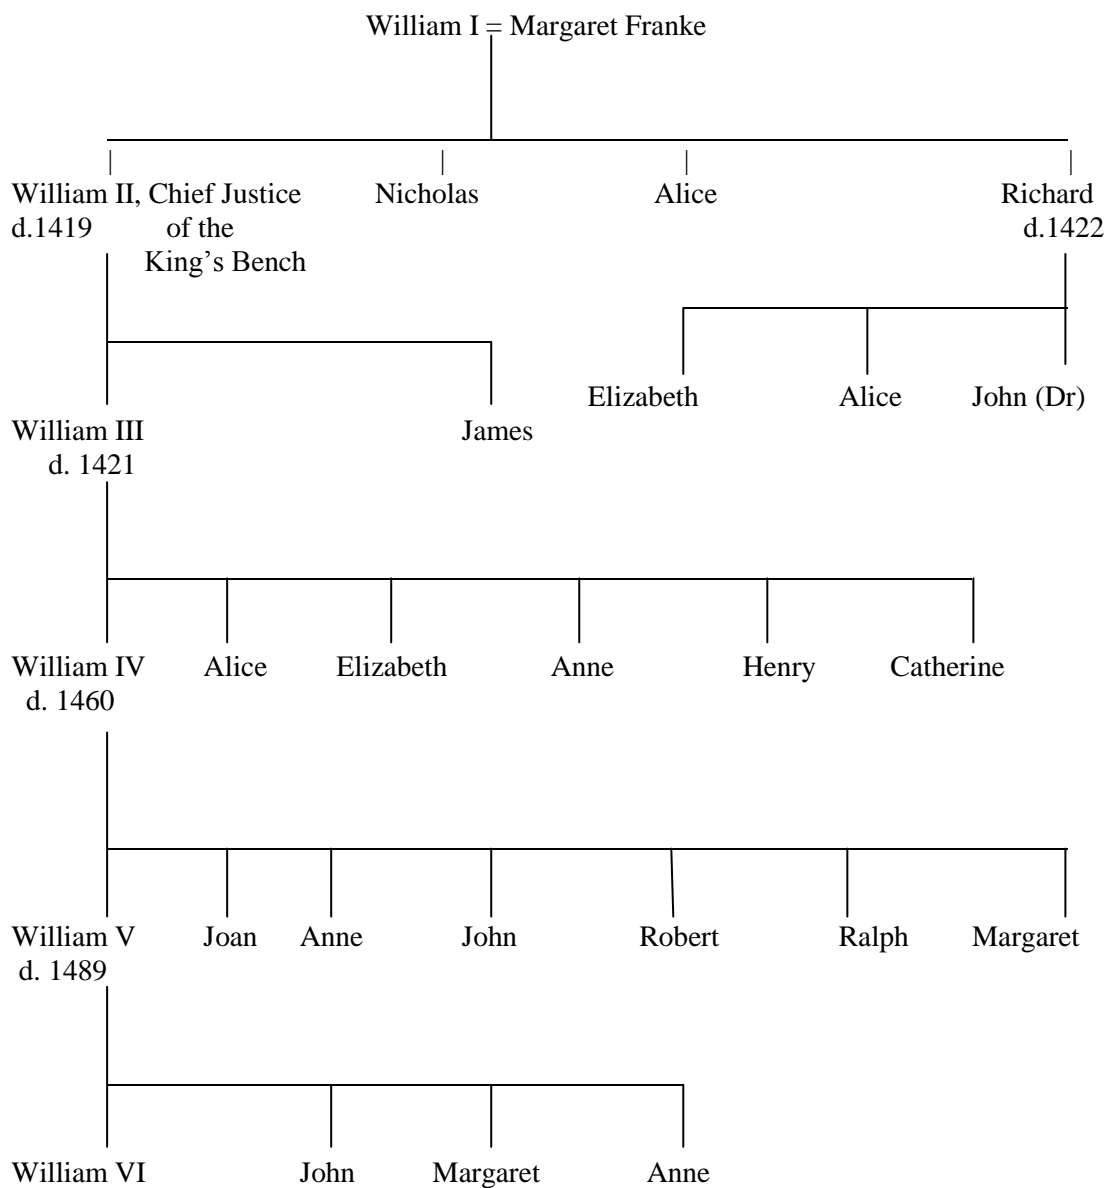 William I = Margaret Franke
William II, Chief Justice Nicholas Alice Richard
d.1419 of the d.1422
King's Bench
Elizabeth Alice John (Dr)
William III James
d. 1421
William IV Alice Elizabeth Anne Henry Catherine
d. 1460
William V Joan Anne John Robert Ralph Margaret
d. 1489
William VI John Margaret Anne